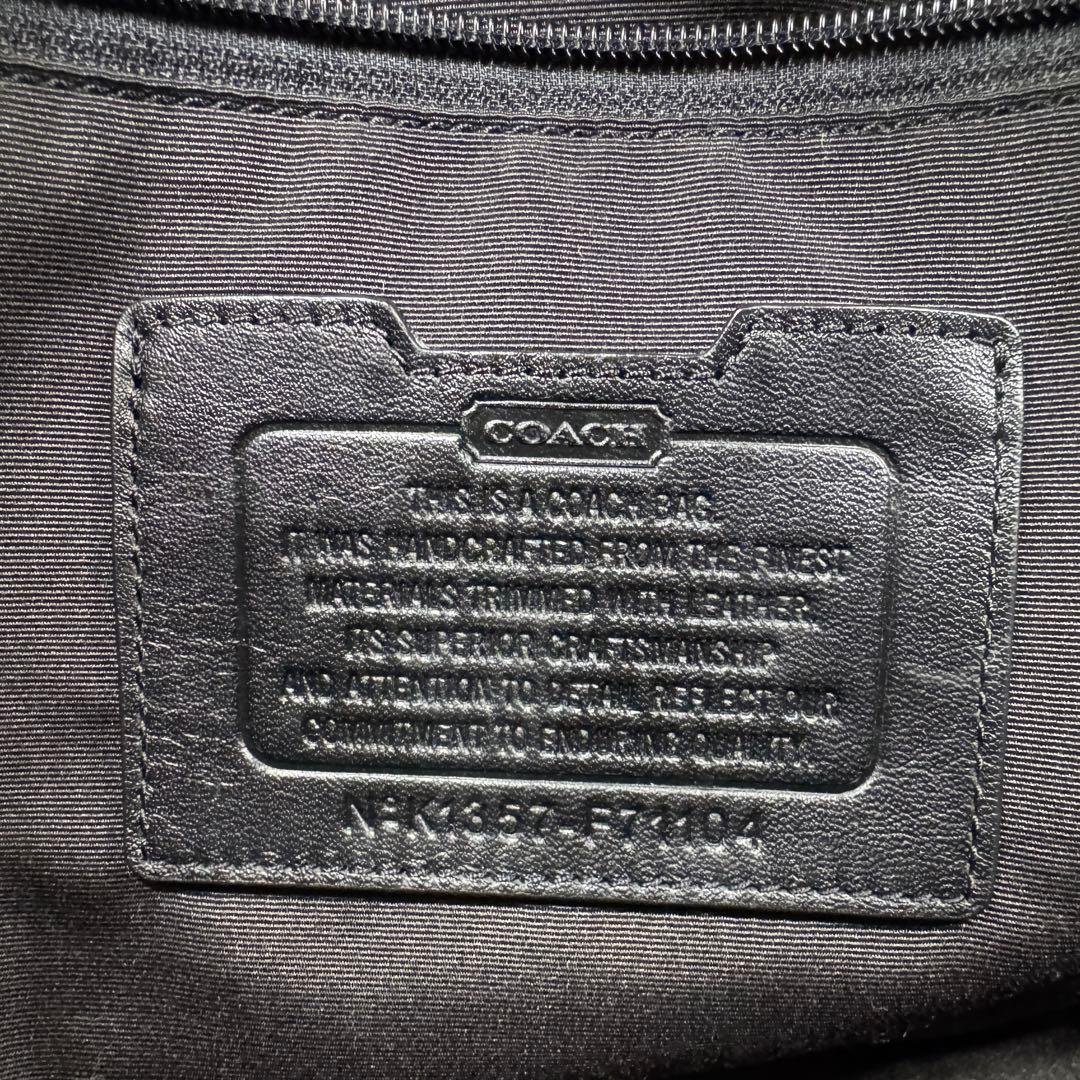 COACH
THIS IS A COACH BAG.
IT WAS HANDCRAFTED FROM THE FINEST
MATERIALS TRIMMED WITH LEATHER.
ITS SUPERIOR CRAFTSMANSHIP
AND ATTENTION TO DETAIL REFLECT OUR
COMMITMENT TO ENDURING QUALITY.
Nº K1357-F71104